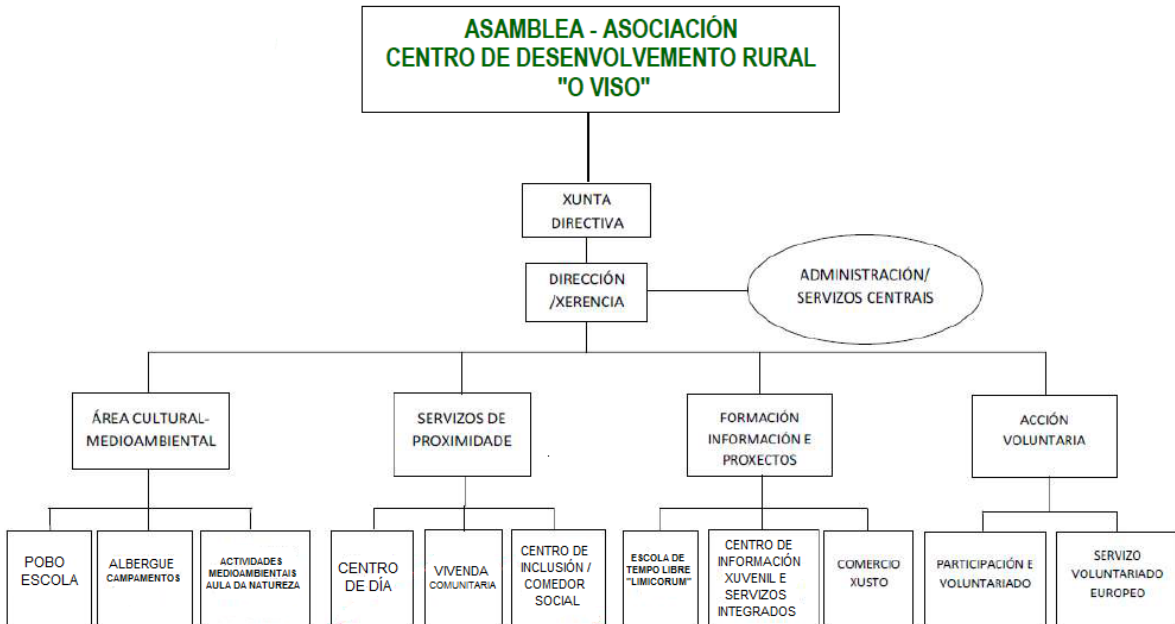 ASAMBLEA - ASOCIACIÓN
CENTRO DE DESENVOLVEMENTO RURAL
"O VISO"
XUNTA
DIRECTIVA
DIRECCIÓN
/XERENCIA
ADMINISTRACIÓN/
SERVIZOS CENTRAIS
ÁREA CULTURAL-
MEDIOAMBIENTAL
SERVIZOS DE
PROXIMIDADE
FORMACIÓN
INFORMACIÓN E
PROXECTOS
ACCIÓN
VOLUNTARIA
POBO
ESCOLA
ALBERGUE
CAMPAMENTOS
ACTIVIDADES
MEDIOAMBIENTAIS
AULA DA NATUREZA
CENTRO
DE DÍA
VIVENDA
COMUNITARIA
CENTRO DE
INCLUSIÓN /
COMEDOR
SOCIAL
ESCOLA DE
TEMPO LIBRE
"LIMICORUM"
CENTRO DE
INFORMACIÓN
XUVENIL E
SERVIZOS
INTEGRADOS
COMERCIO
XUSTO
PARTICIPACIÓN E
VOLUNTARIADO
SERVIZO
VOLUNTARIADO
EUROPEO